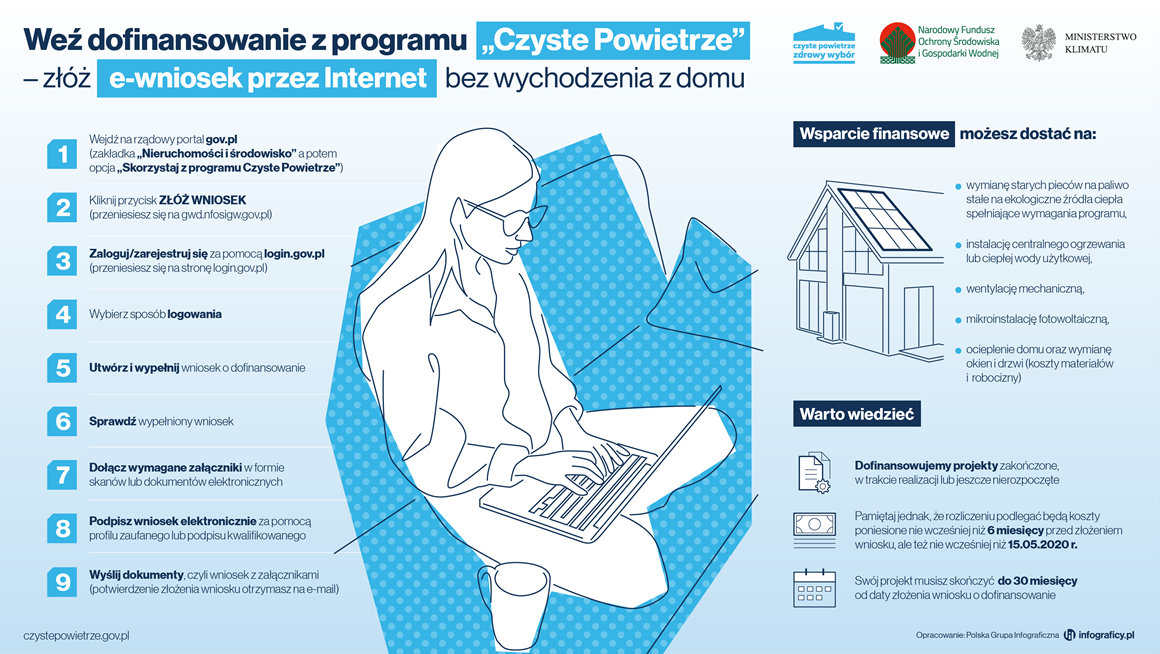 Weź dofinansowanie z programu „Czyste Powietrze”
– złóż e-wniosek przez Internet bez wychodzenia z domu
czyste powietrze
zdrowy wybór
Narodowy Fundusz
Ochrony Środowiska
i Gospodarki Wodnej
MINISTERSTWO
KLIMATU
1
Wejdź na rządowy portal gov.pl
(zakładka „Nieruchomości i środowisko” a potem
opcja „Skorzystaj z programu Czyste Powietrze”)
2
Kliknij przycisk ZŁÓŻ WNIOSEK
(przeniesiesz się na gwd.nfosigw.gov.pl)
3
Zaloguj/zarejestruj się za pomocą login.gov.pl
(przeniesiesz się na stronę login.gov.pl)
4
Wybierz sposób logowania
5
Utwórz i wypełnij wniosek o dofinansowanie
6
Sprawdź wypełniony wniosek
7
Dołącz wymagane załączniki w formie
skanów lub dokumentów elektronicznych
8
Podpisz wniosek elektronicznie za pomocą
profilu zaufanego lub podpisu kwalifikowanego
9
Wyślij dokumenty, czyli wniosek z załącznikami
(potwierdzenie złożenia wniosku otrzymasz na e-mail)
czystepowietrze.gov.pl
Wsparcie finansowe możesz dostać na:
wymianę starych pieców na paliwo
stałe na ekologiczne źródła ciepła
spełniające wymagania programu,
instalację centralnego ogrzewania
lub ciepłej wody użytkowej,
wentylację mechaniczną,
mikroinstalację fotowoltaiczną,
ocieplenie domu oraz wymianę
okien i drzwi (koszty materiałów
i robocizny)
Warto wiedzieć
Dofinansowujemy projekty zakończone,
w trakcie realizacji lub jeszcze nierozpoczęte
Pamiętaj jednak, że rozliczeniu podlegać będą koszty
poniesione nie wcześniej niż 6 miesięcy przed złożeniem
wniosku, ale też nie wcześniej niż 15.05.2020 r.
Swój projekt musisz skończyć do 30 miesięcy
od daty złożenia wniosku o dofinansowanie
Opracowanie: Polska Grupa Infograficzna infograficy.pl